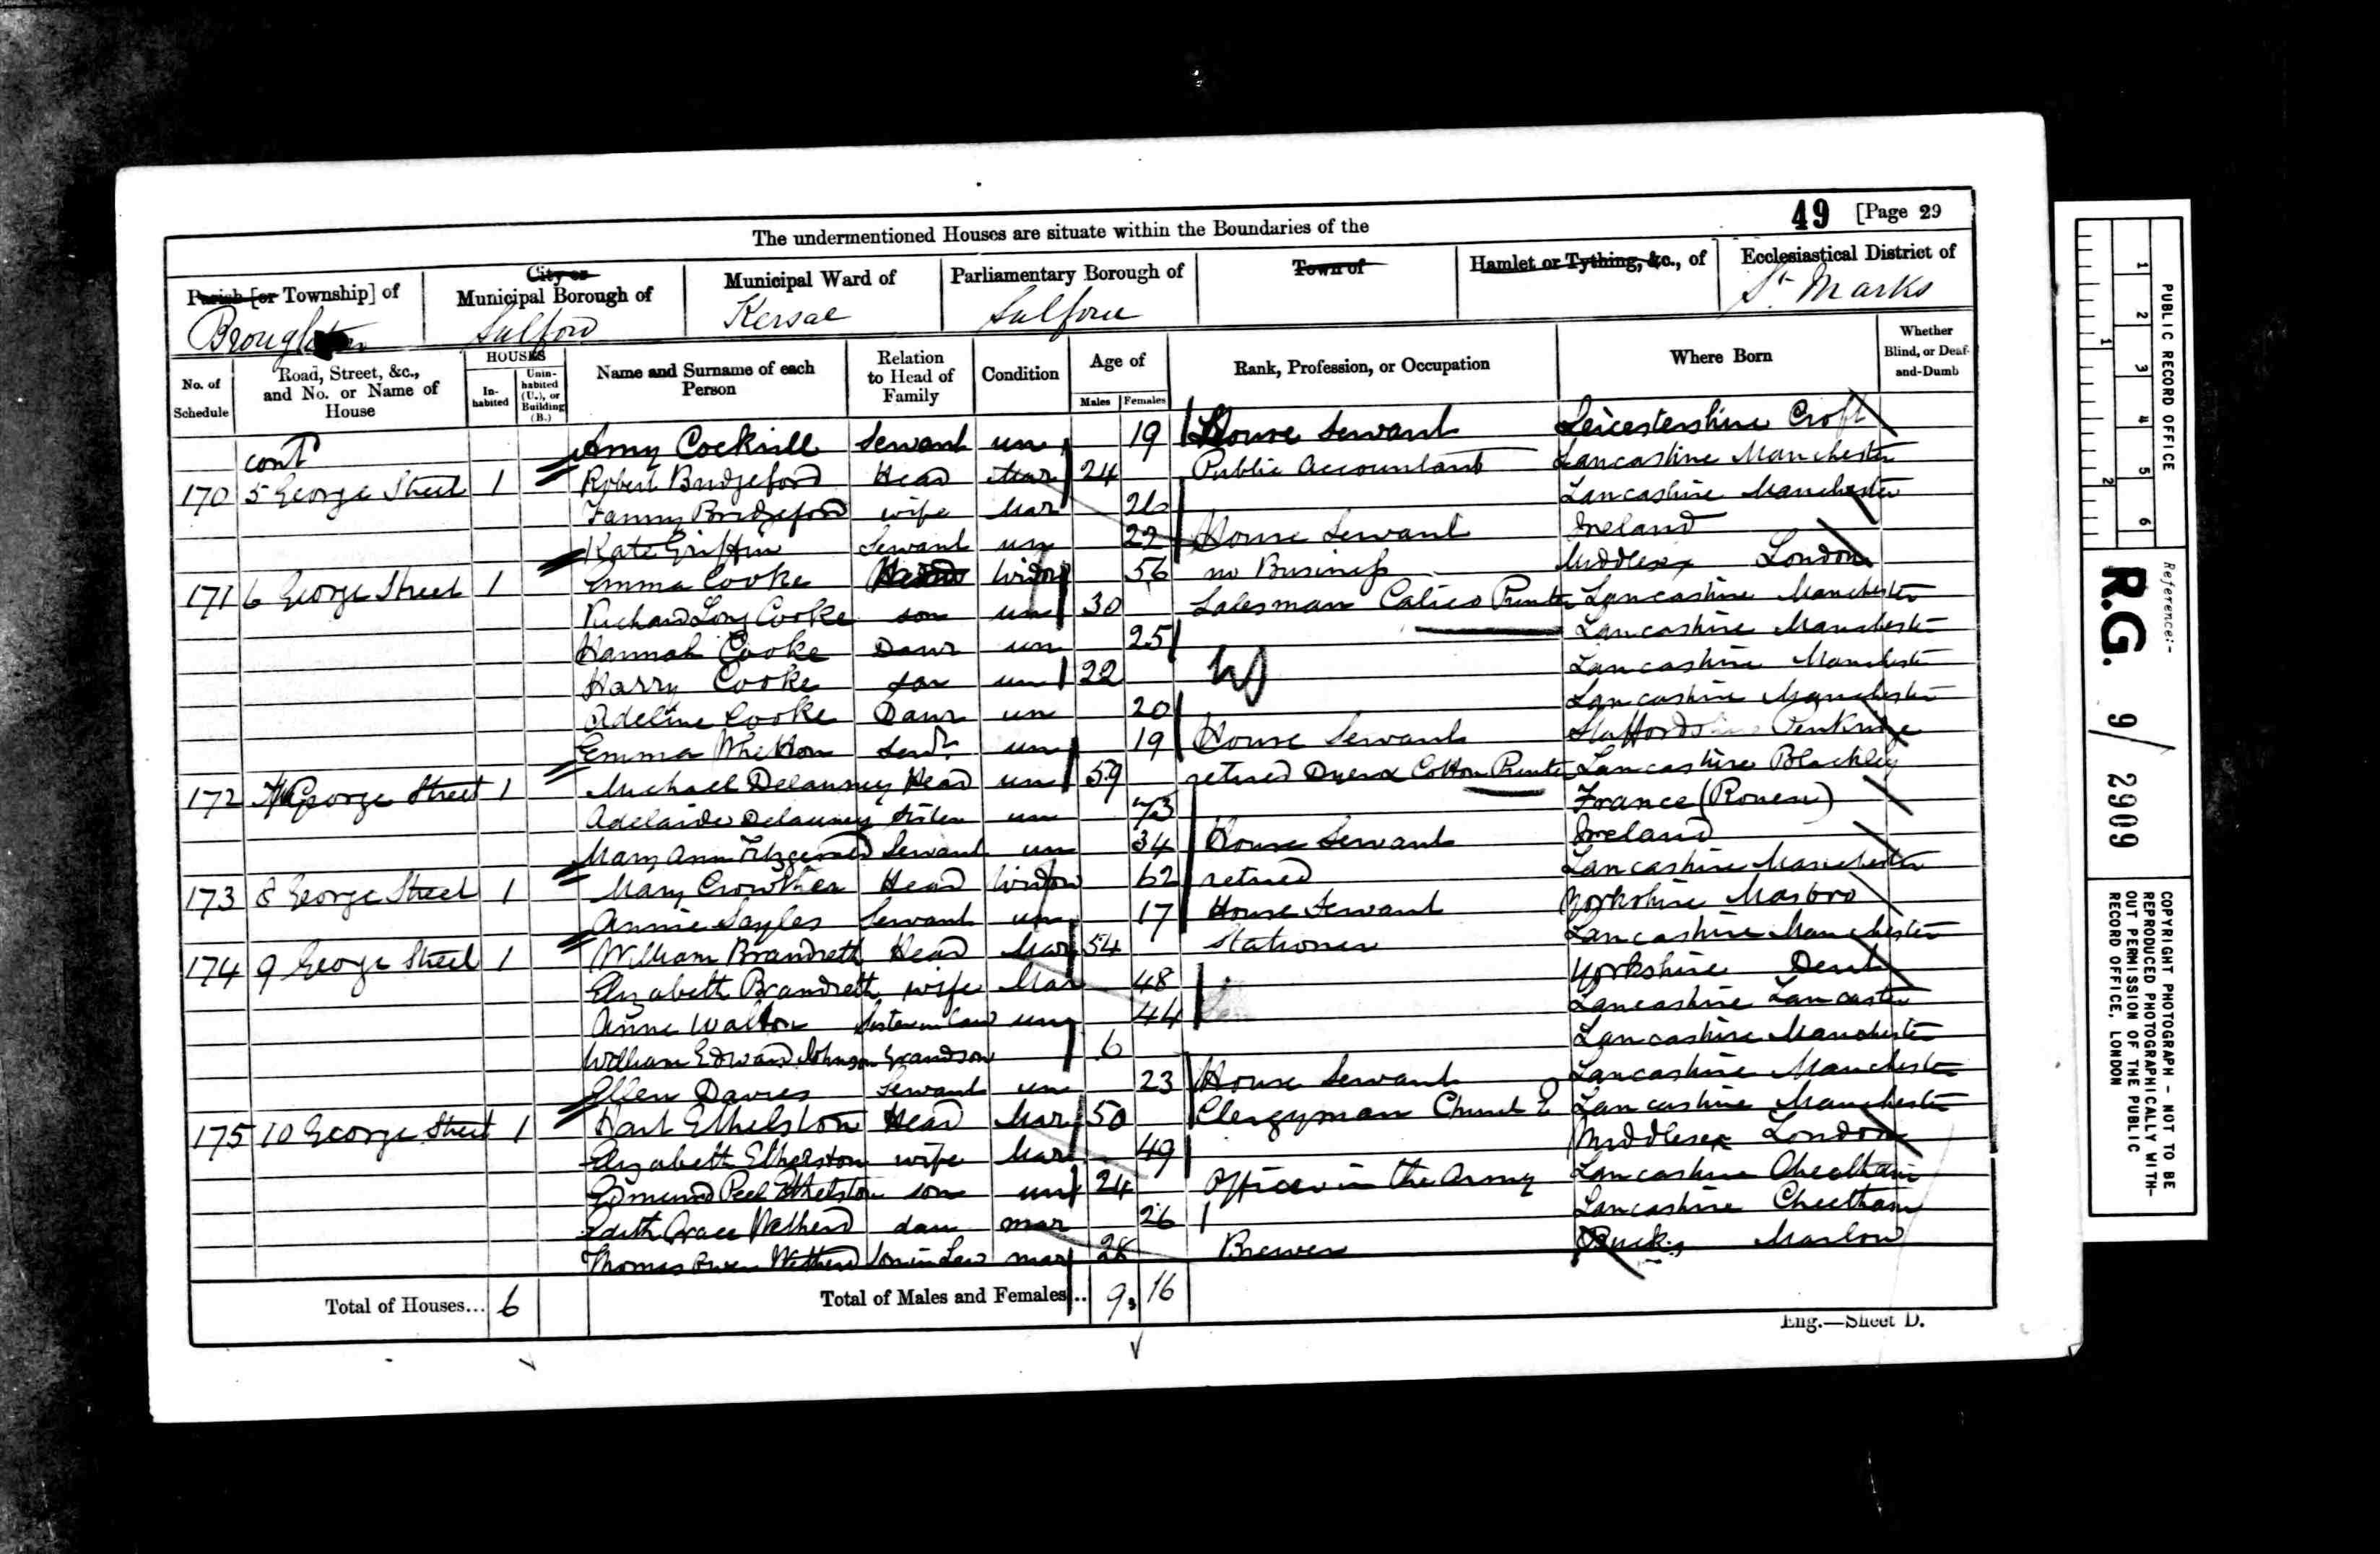 49 [Page 29
The undermentioned Houses are situate within the Boundaries of the
Parish [or Township] of
City or Municipal Borough of
Municipal Ward of
Parliamentary Borough of
Town of
Hamlet or Tything, &c., of
Ecclesiastical District of
Broughton Salford Kersal Salford St Marks
No. of Schedule
Road, Street, &c., and No. or Name of House
HOUSES
In-habited
Unin-habited (U.), or Building (B.)
Name and Surname of each Person
Relation to Head of Family
Condition
Age of
Males Females
Rank, Profession, or Occupation
Where Born
Whether Blind, or Deaf-and-Dumb
cont Amy Cockrill Servant un 19 House Servant Leicestershire Croft
170 5 George Street 1 Robert Bridgeford Head Mar 24 Public Accountant Lancashire Manchester
Fanny Bridgeford wife Mar Lancashire Manchester
Kate Griffin Servant un 22 House Servant Ireland
171 6 George Street 1 Emma Cooke Head Widow 56 no Business Middlesex London
Richard Long Cooke son un 30 Salesman Calico Printer Lancashire Manchester
Hannah Cooke Daur un 25 Lancashire Manchester
Harry Cooke son un 22 Lancashire Manchester
Adeline Cooke Daur un 20 Lancashire Manchester
Emma Whelton Servt un 19 House Servant Staffordshire Penkridge
172 7 George Street 1 Michael Delauney Head un 59 retired Dyer & Cotton Printer Lancashire Blackley
Adelaide Delauney Sister un 73 France (Rouen)
Mary Ann Fitzgerald Servant un 34 House Servant Ireland
173 8 George Street 1 Mary Crowther Head Widow 62 retired Lancashire Manchester
Annie Sayles Servant un 17 House Servant Yorkshire Masbro
174 9 George Street 1 William Brandreth Head Mar 54 Stationer Lancashire Manchester
Elizabeth Brandreth wife Mar 48 Yorkshire Dent
Anne Walton Sister in Law un 44 Lancashire Lancaster
William Edward Johnson Grandson 6 Lancashire Manchester
Ellen Davies Servant un 23 House Servant Lancashire Manchester
175 10 George Street 1 Hart Ethelston Head Mar 50 Clergyman Church E Lancashire Manchester
Elizabeth Ethelston wife Mar 49 Middlesex London
Edmund Peel Ethelston son un 24 Officer in the Army Lancashire Cheetham
Edith Grace Wethered dau mar 26 Lancashire Cheetham
Thomas Owen Wethered Son in Law mar 28 Brewer Bucks Marlow
Total of Houses... 6 Total of Males and Females... 9 16
Eng.—Sheet D.
PUBLIC RECORD OFFICE
1 2 3 4 5 6
1 2
Reference:-
R.G. 9/2909
COPYRIGHT PHOTOGRAPH - NOT TO BE
REPRODUCED PHOTOGRAPHICALLY WITH-
OUT PERMISSION OF THE PUBLIC
RECORD OFFICE, LONDON